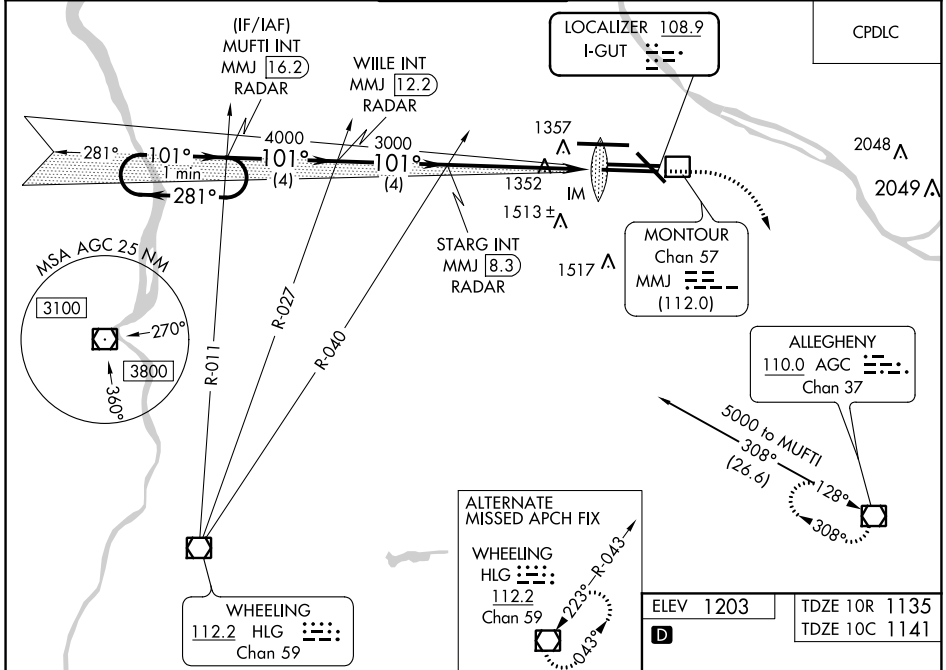 (IF/IAF)
MUFTI INT
MMJ 16.2
RADAR
WIILE INT
MMJ 12.2
RADAR
LOCALIZER 108.9
I-GUT
CPDLC
281°
101°
1 min
281°
4000
101°
(4)
3000
101°
(4)
1357
1352
IM
1513 ±
1517
2048
2049
STARG INT
MMJ 8.3
RADAR
MONTOUR
Chan 57
MMJ
(112.0)
MSA AGC 25 NM
3100
270°
3800
360°
R-011
R-027
R-040
ALLEGHENY
110.0 AGC
Chan 37
5000 to MUFTI
308°
(26.6)
128°
308°
WHEELING
112.2 HLG
Chan 59
ALTERNATE
MISSED APCH FIX
WHEELING
HLG
112.2
Chan 59
223°
R-043
043°
ELEV 1203
D
TDZE 10R 1135
TDZE 10C 1141